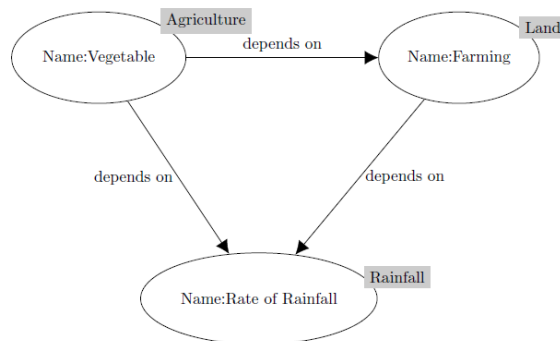 Agriculture
Land
Name:Vegetable
depends on
Name:Farming
depends on
depends on
Rainfall
Name:Rate of Rainfall